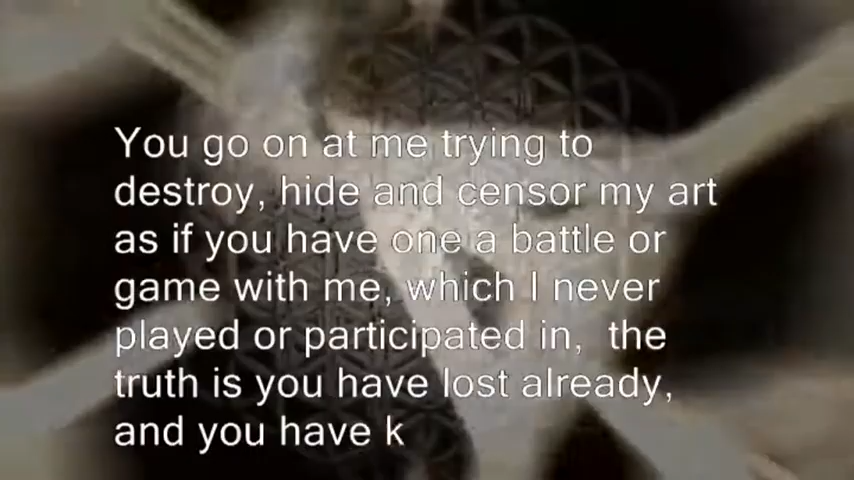 You go on at me trying to
destroy, hide and censor my art
as if you have one a battle or
game with me, which I never
played or participated in,  the
truth is you have lost already,
and you have k